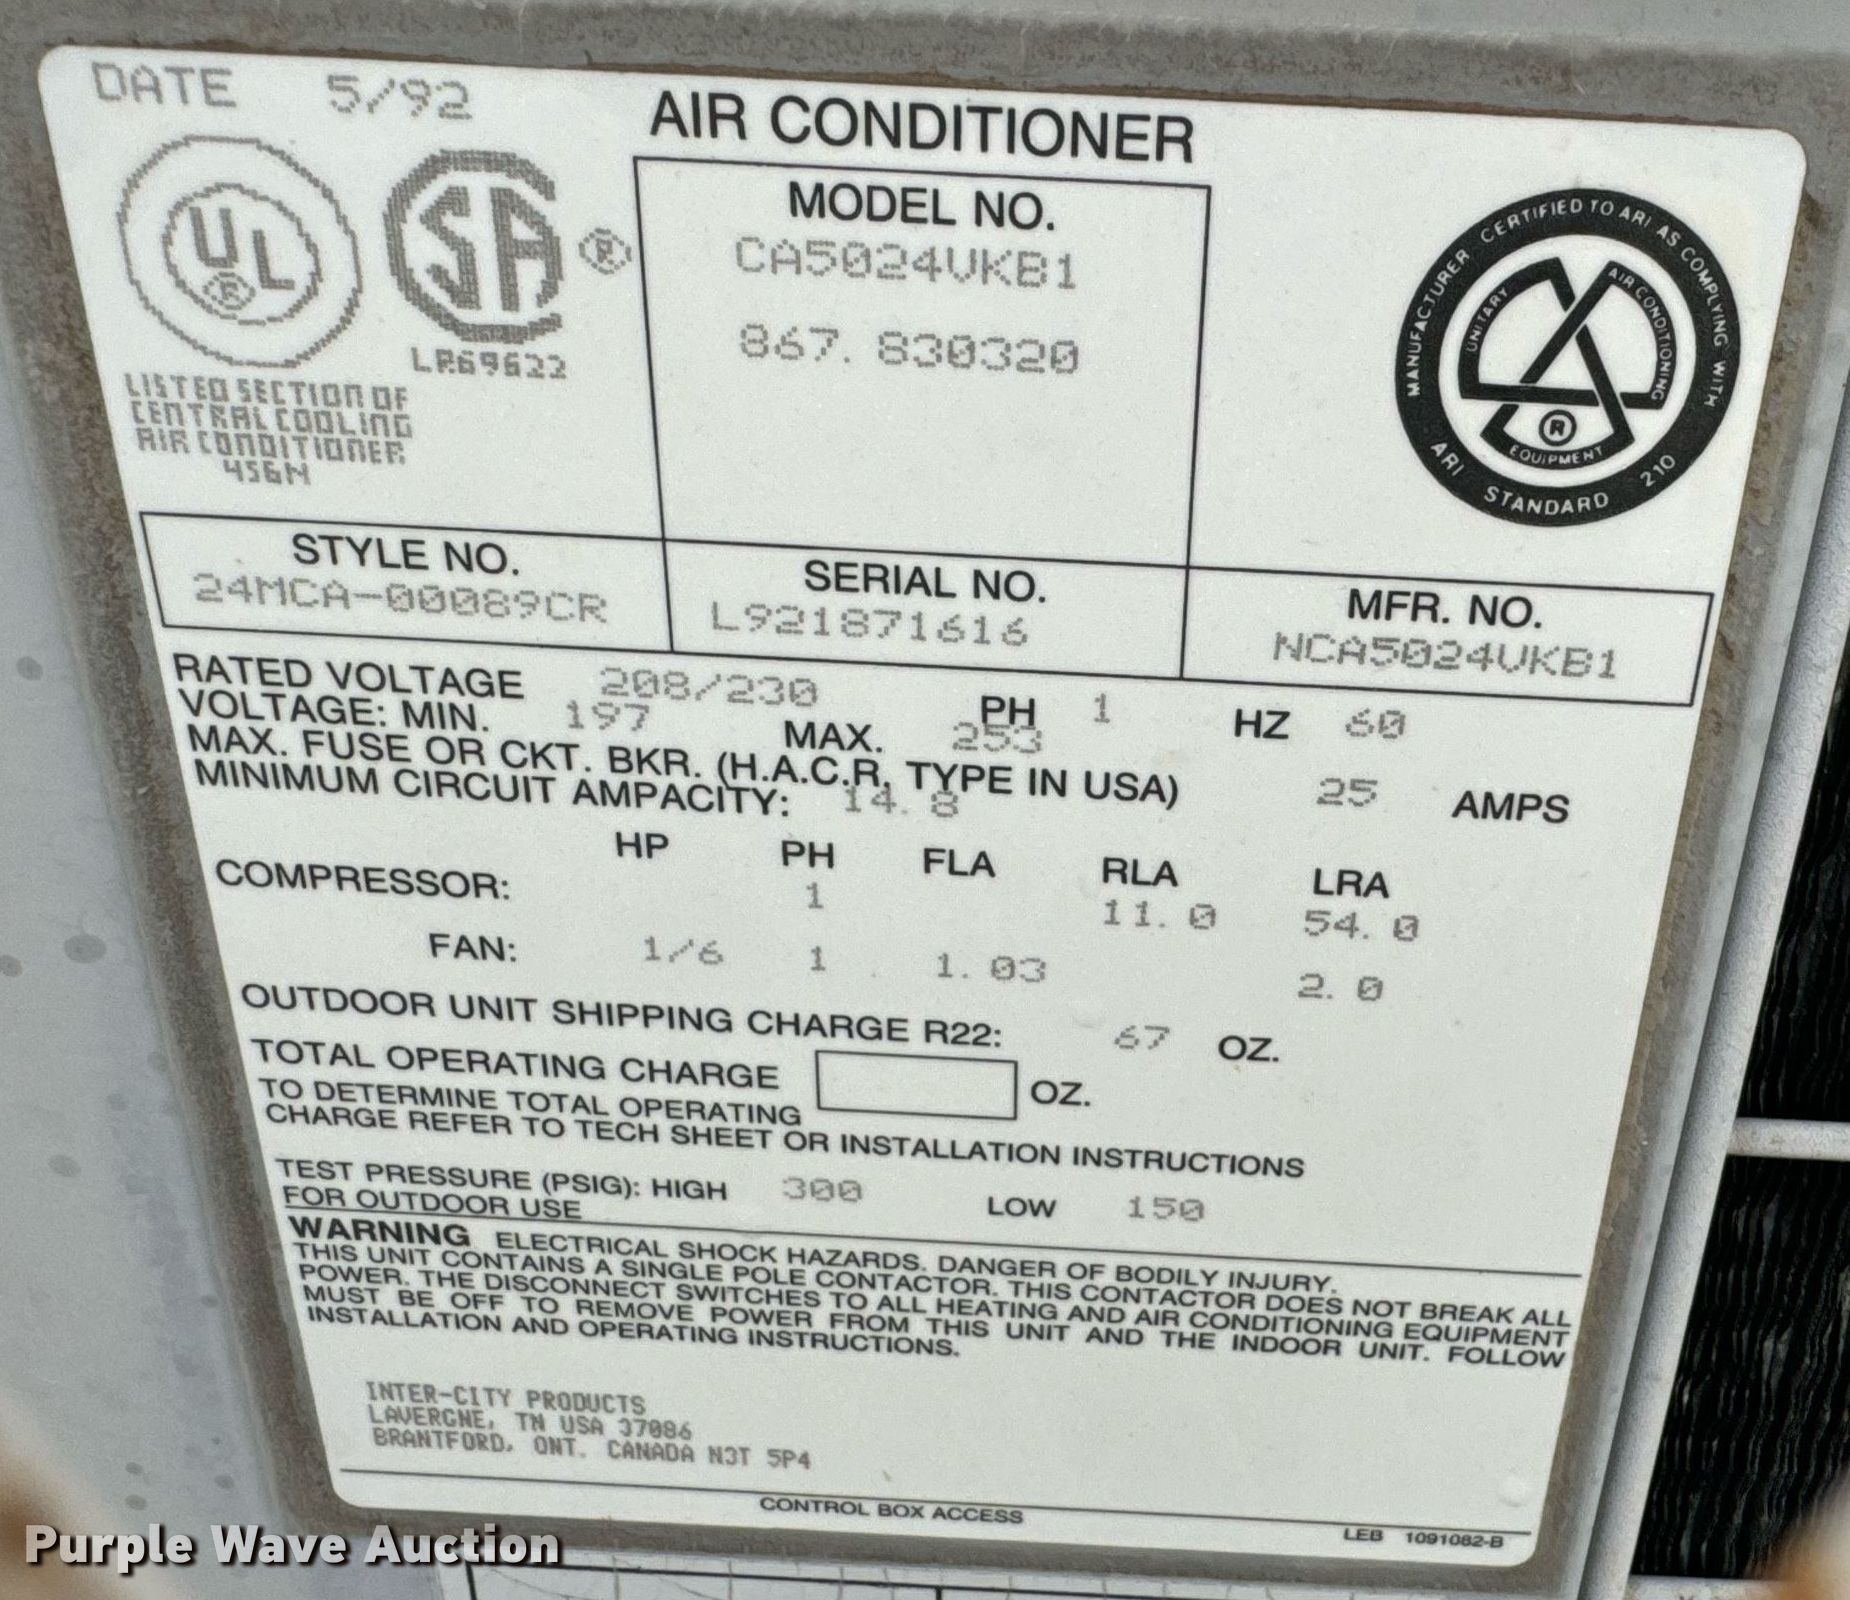 DATE 5/92
AIR CONDITIONER
UL ®
SA ®
LR69622
LISTED SECTION OF
CENTRAL COOLING
AIR CONDITIONER
456N
MODEL NO.
CA5024VKB1
867. 830320
MANUFACTURER CERTIFIED TO ARI AS COMPLYING WITH
ARI STANDARD 210
UNITARY AIR CONDITIONING
EQUIPMENT
®
STYLE NO.
24MCA-00089CR
SERIAL NO.
L921871616
MFR. NO.
NCA5024VKB1
RATED VOLTAGE 208/230 PH 1 HZ 60
VOLTAGE: MIN. 197 MAX. 253
MAX. FUSE OR CKT. BKR. (H.A.C.R. TYPE IN USA) 25 AMPS
MINIMUM CIRCUIT AMPACITY: 14.8
HP PH FLA RLA LRA
COMPRESSOR: 1 11.0 54.0
FAN: 1/6 1 1.03 2.0
OUTDOOR UNIT SHIPPING CHARGE R22: 67 OZ.
TOTAL OPERATING CHARGE OZ.
TO DETERMINE TOTAL OPERATING
CHARGE REFER TO TECH SHEET OR INSTALLATION INSTRUCTIONS
TEST PRESSURE (PSIG): HIGH 300 LOW 150
FOR OUTDOOR USE
WARNING ELECTRICAL SHOCK HAZARDS. DANGER OF BODILY INJURY.
THIS UNIT CONTAINS A SINGLE POLE CONTACTOR. THIS CONTACTOR DOES NOT BREAK ALL
POWER. THE DISCONNECT SWITCHES TO ALL HEATING AND AIR CONDITIONING EQUIPMENT
MUST BE OFF TO REMOVE POWER FROM THIS UNIT AND THE INDOOR UNIT. FOLLOW
INSTALLATION AND OPERATING INSTRUCTIONS.
INTER-CITY PRODUCTS
LAVERGNE, TN USA 37086
BRANTFORD, ONT. CANADA N3T 5P4
CONTROL BOX ACCESS
LEB 1091082-B
Purple Wave Auction